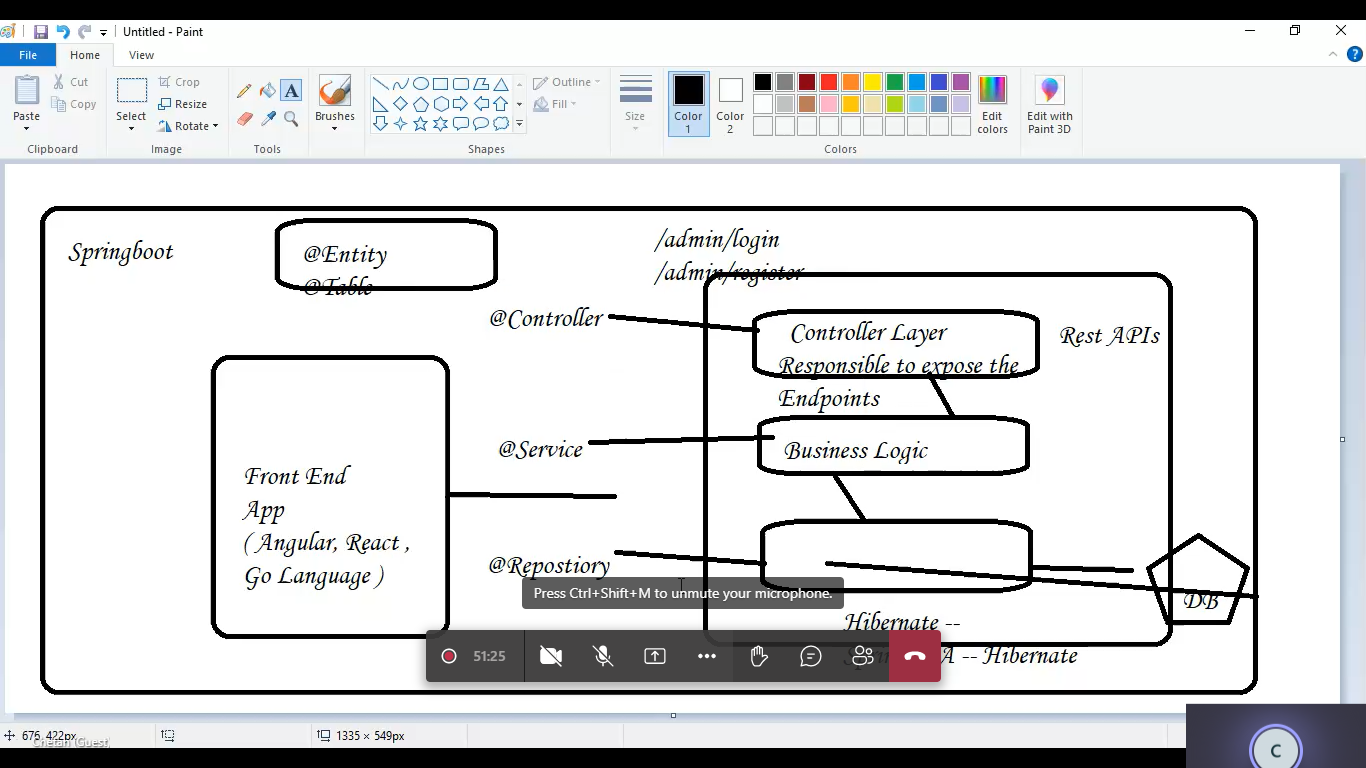 Untitled - Paint
File
Home
View
Paste
Cut
Copy
Clipboard
Select
Crop
Resize
Rotate
Image
Tools
Brushes
Shapes
Outline
Fill
Size
Color
1
Color
2
Edit
colors
Colors
Edit with
Paint 3D
Springboot
@Entity
@Table
/admin/login
/admin/register
@Controller
Controller Layer
Responsible to expose the
Endpoints
Rest APIs
@Service
Business Logic
Front End
App
( Angular, React ,
Go Language )
@Repostiory
DB
Press Ctrl+Shift+M to unmute your microphone.
Hibernate --
A -- Hibernate
51:25
676, 422px
1335 × 549px
Chetan (Guest)
C